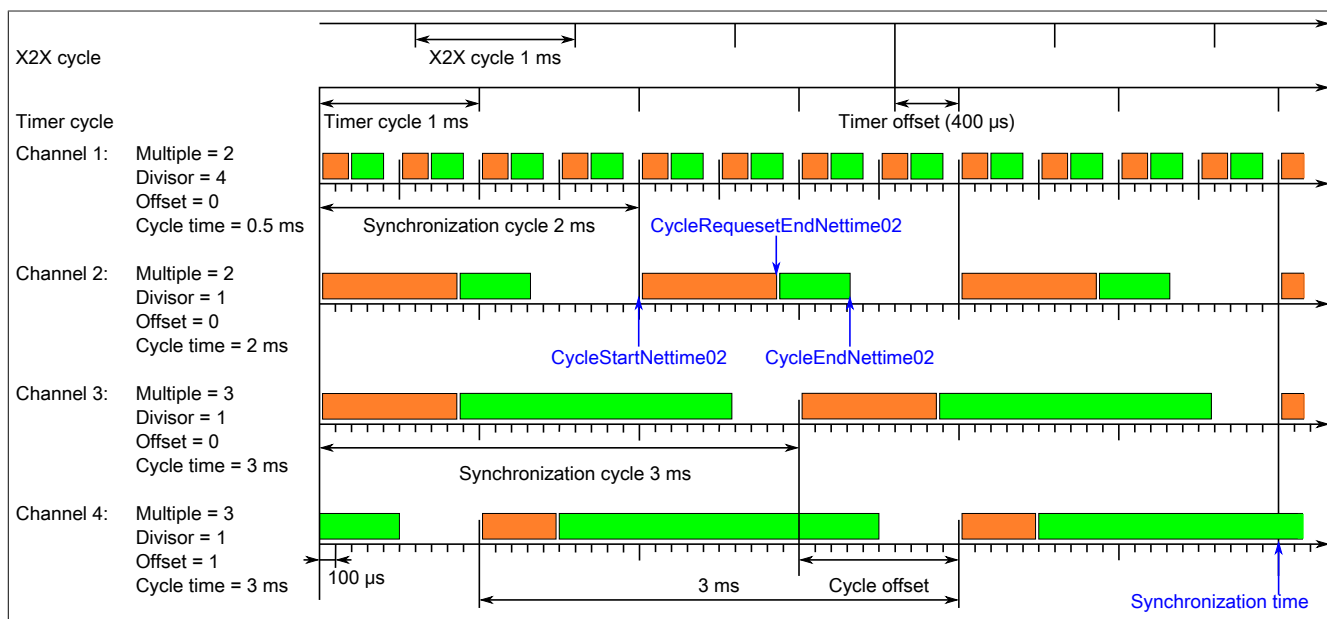 X2X cycle
X2X cycle 1 ms
Timer cycle
Timer cycle 1 ms
Timer offset (400 µs)
Channel 1:
Multiple = 2
Divisor = 4
Offset = 0
Cycle time = 0.5 ms
Synchronization cycle 2 ms
CycleRequesetEndNettime02
Channel 2:
Multiple = 2
Divisor = 1
Offset = 0
Cycle time = 2 ms
CycleStartNettime02
CycleEndNettime02
Channel 3:
Multiple = 3
Divisor = 1
Offset = 0
Cycle time = 3 ms
Synchronization cycle 3 ms
Channel 4:
Multiple = 3
Divisor = 1
Offset = 1
Cycle time = 3 ms
100 µs
3 ms
Cycle offset
Synchronization time